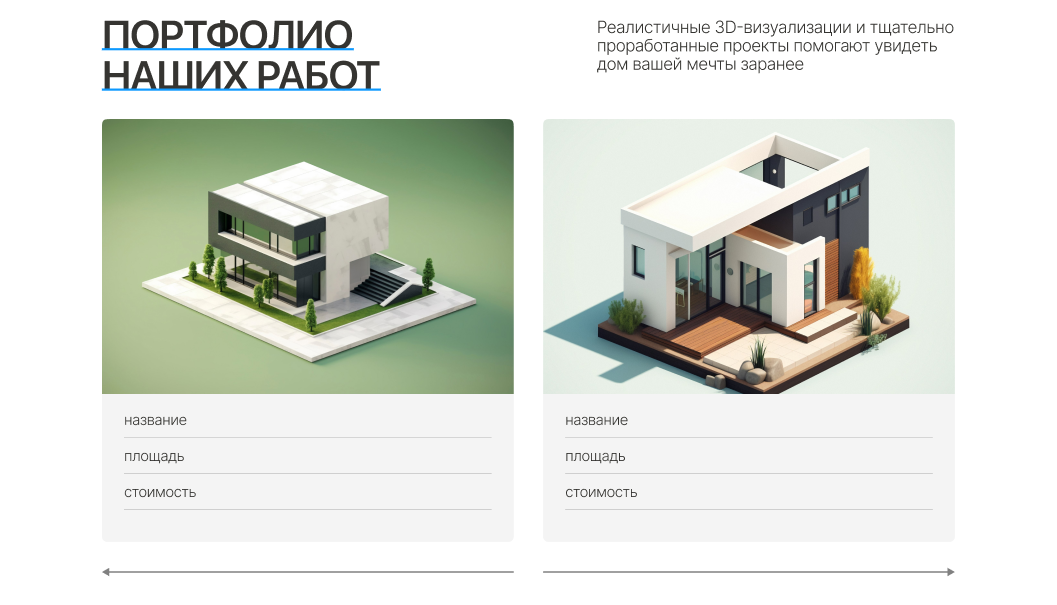 ПОРТФОЛИО
НАШИХ РАБОТ
Реалистичные 3D-визуализации и тщательно
проработанные проекты помогают увидеть
дом вашей мечты заранее
название
площадь
стоимость
название
площадь
стоимость